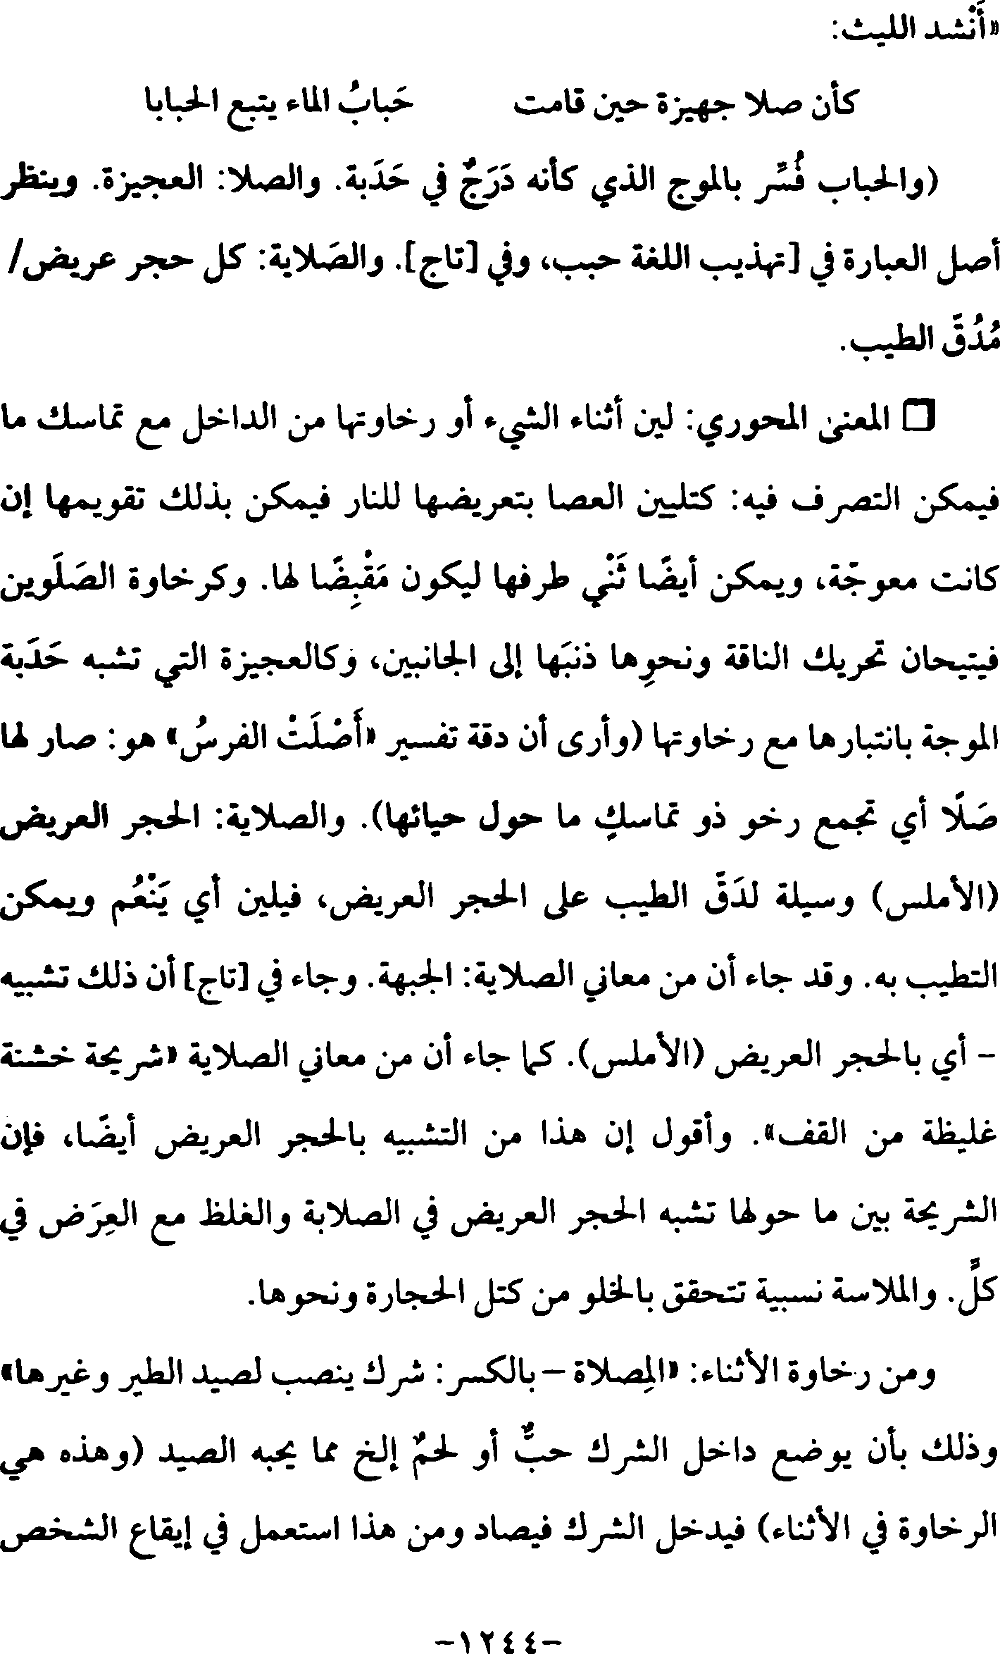 «أَنْشد الليث:
كأن صلا جهيزة حين قامت حَبابُ الماء يتبع الحبابا
(والحباب فُسِّر بالموج الذي كأنه دَرَجٌ في حَدَبة. والصلا: العجيزة. وينظر
أصل العبارة في [تهذيب اللغة حبب، وفي [تاج]. والصَلاية: كل حجر عريض/
مُدُقَّ الطيب.
❒ المعنى المحوري: لين أثناء الشيء أو رخاوتها من الداخل مع تماسك ما
فيمكن التصرف فيه: كتليين العصا بتعريضها للنار فيمكن بذلك تقويمها إن
كانت معوجّة، ويمكن أيضًا ثَنْي طرفها ليكون مَقْبِضًا لها. وكرخاوة الصَلَوين
فيتيحان تحريك الناقة ونحوِها ذنبَها إلى الجانبين، وكالعجيزة التي تشبه حَدَبة
الموجة بانتبارها مع رخاوتها (وأرى أن دقة تفسير «أَصْلَتْ الفرسُ» هو: صار لها
صَلًا أي تجمع رخو ذو تماسكٍ ما حول حيائها). والصلاية: الحجر العريض
(الأملس) وسيلة لدَقّ الطيب على الحجر العريض، فيلين أي يَنْعُم ويمكن
التطيب به. وقد جاء أن من معاني الصلاية: الجبهة. وجاء في [تاج] أن ذلك تشبيه
- أي بالحجر العريض (الأملس). كما جاء أن من معاني الصلاية «شريحة خشنة
غليظة من القف». وأقول إن هذا من التشبيه بالحجر العريض أيضًا، فإن
الشريحة بين ما حولها تشبه الحجر العريض في الصلابة والغلظ مع العِرَض في
كلٍّ. والملاسة نسبية تتحقق بالخلو من كتل الحجارة ونحوها.
ومن رخاوة الأثناء: «المِصلاة – بالكسر: شرك ينصب لصيد الطير وغيرها»
وذلك بأن يوضع داخل الشرك حبٌّ أو لحمٌ إلخ مما يحبه الصيد (وهذه هي
الرخاوة في الأثناء) فيدخل الشرك فيصاد ومن هذا استعمل في إيقاع الشخص
-١٢٤٤-